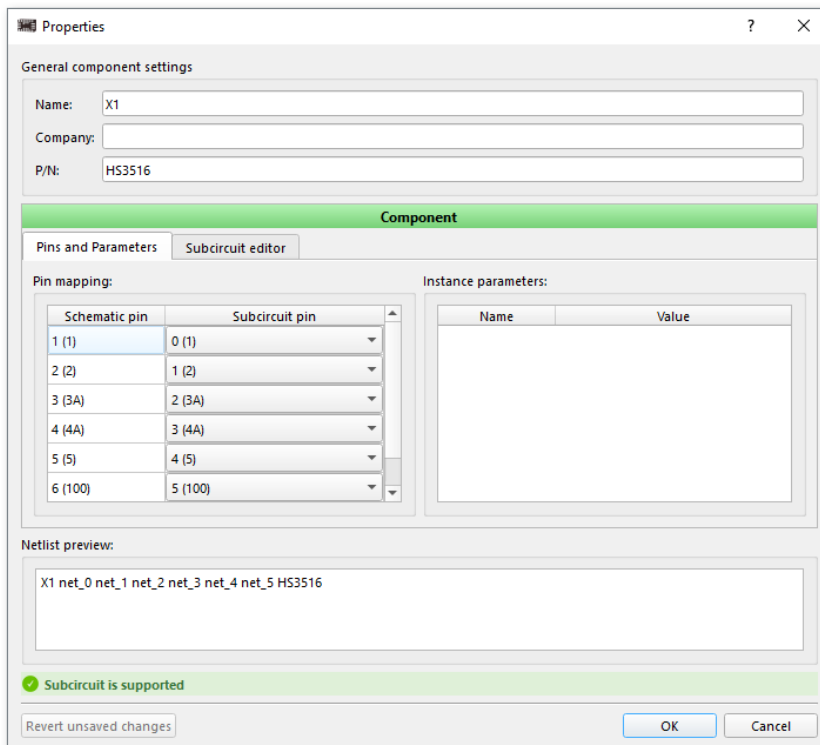 Properties
?
General component settings
Name: X1
Company:
P/N: HS3516
Component
Pins and Parameters Subcircuit editor
Pin mapping: Instance parameters:
Schematic pin Subcircuit pin Name Value
1 (1) 0 (1)
2 (2) 1 (2)
3 (3A) 2 (3A)
4 (4A) 3 (4A)
5 (5) 4 (5)
6 (100) 5 (100)
Netlist preview:
X1 net_0 net_1 net_2 net_3 net_4 net_5 HS3516
Subcircuit is supported
Revert unsaved changes OK Cancel